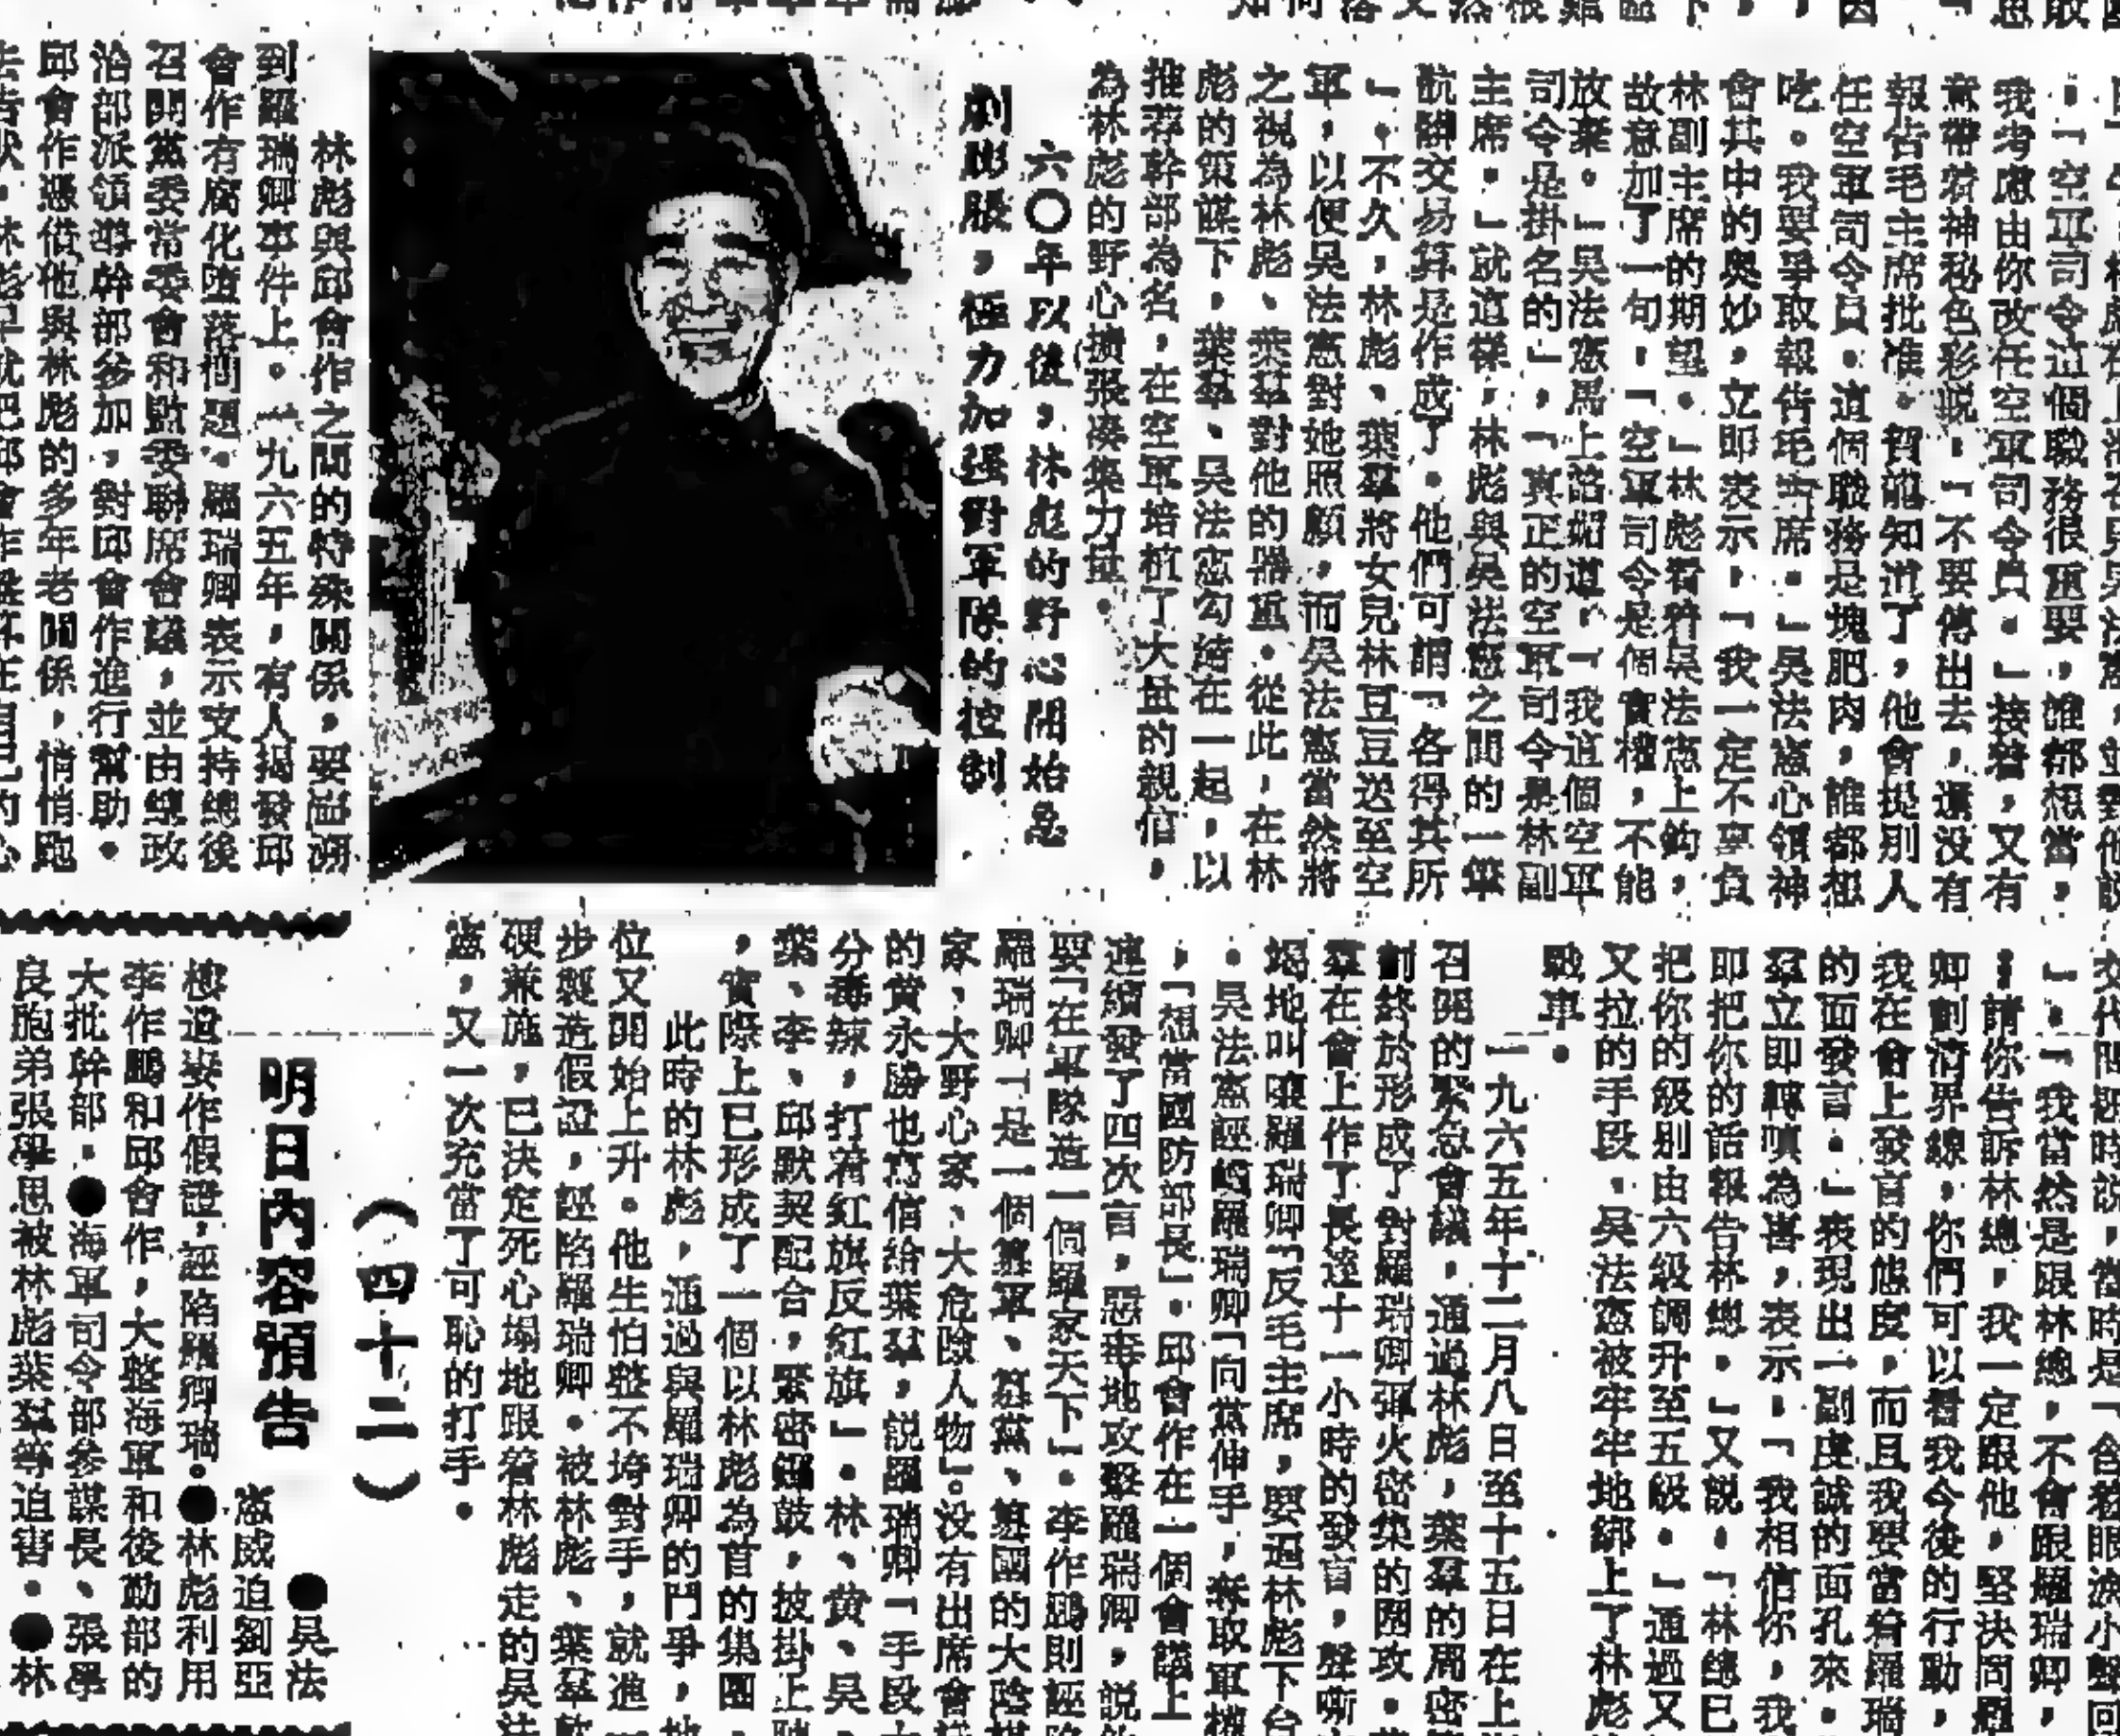 ：「空軍司令這個職務很重要，誰都想當，
我考慮由你改任空軍司令員。」接着，又有
意帶着神秘色彩説：「不要傳出去，還没有
報告毛主席批准。賀龍知道了，他會提別人
任空軍司令員。這個職務是塊肥肉，誰都想
吃。我要爭取報告毛主席。」吳法憲心領神
會其中的奧妙，立即表示：「我一定不辜負
林副主席的期望。」林彪看着吳法憲上鈎，
故意加了一句：「空軍司令是個實權，不能
放棄。」吳法憲馬上諂媚道：「我這個空軍
司令是掛名的」，「真正的空軍司令是林副
主席。」就這樣，林彪與吳法憲之間的一筆
骯髒交易算是作成了。他們可謂「各得其所
」。不久，林彪、葉羣將女兒林豆豆送至空
軍，以便吳法憲對她照顧，而吳法憲當然將
之視為林彪、葉羣對他的器重。從此，在林
彪的策謀下，葉羣、吳法憲勾結在一起，以
推荐幹部為名，在空軍培植了大量的親信，
為林彪的野心擴張凑集力量。
六〇年以後，林彪的野心開始急
劇膨脹，極力加强對軍隊的控制
林彪與邱會作之間的特殊關係，要溯
到羅瑞卿事件上。一九六五年，有人揭發邱
會作有腐化墮落問題。羅瑞卿表示支持總後
召開黨委常委會和監委聯席會議，並由總政
治部派領導幹部參加，對邱會作進行幫助。
邱會作憑借他與林彪的多年老關係，悄悄跑
」：「我當然是跟林總，不會跟羅瑞卿，
請你告訴林總，我一定跟他，堅決同羅瑞
卿劃清界線，你們可以看我今後的行動，
我在會上發言的態度，而且我要當着羅瑞
的面發言。」表現出一副虔誠的面孔來。
羣立即轉嗔為喜，表示：「我相信你，我
即把你的話報告林總。」又説：「林總已
把你的級別由六級調升至五級。」通過又
又拉的手段，吳法憲被牢牢地綁上了林彪
戰車。
一九六五年十二月八日至十五日在上
召開的緊急會議，通過林彪，葉羣的周密
劃終於形成了對羅瑞卿彈火密集的圍攻。
羣在會上作了長達十一小時的發言，聲嘶
竭地叫嚷羅瑞卿「反毛主席，要逼林彪下台
。吳法憲誣衊羅瑞卿「向黨伸手，奪取軍權
，「想當國防部長」。邱會作在一個會議上
連續發了四次言，惡毒地攻擊羅瑞卿，説
要「在軍隊造一個羅家天下」。李作鵬則誣
羅瑞卿「是一個篡軍、篡黨、篡國的大陰謀
家、大野心家、大危險人物」。没有出席會
的黄永勝也寫信給葉羣，説羅瑞卿「手段
分毒辣，打着紅旗反紅旗」。林、黄、吳、
葉、李、邱默契配合，緊密鑼鼓，披掛上
，實際上已形成了一個以林彪為首的集團。
此時的林彪，通過與羅瑞卿的鬥爭，地
位又開始上升。他生怕整不垮對手，就進一
步製造假證，誣陷羅瑞卿。被林彪、葉羣軟
硬兼施，已決定死心塌地跟着林彪走的吳法
憲，又一次充當了可恥的打手。
（四十二）
明日內容預告
●吳法
憲威迫劉亞
樓遺孀作假證，誣陷羅卿瑞。●林彪利用
李作鵬和邱會作，大整海軍和後勤部的
大批幹部。●海軍司令部參謀長、張學
良胞弟張學思被林彪葉羣等迫害。●林